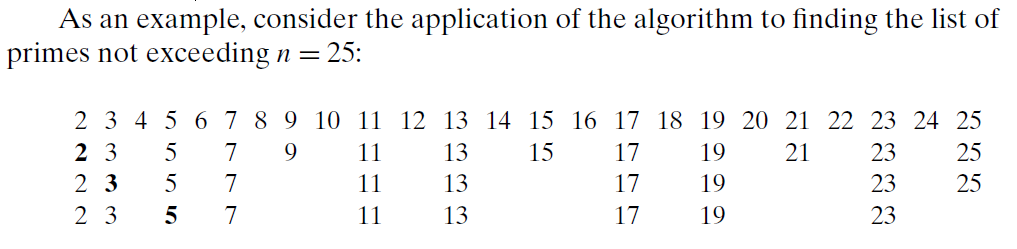 As an example, consider the application of the algorithm to finding the list of
primes not exceeding n = 25:
2 3 4 5 6 7 8 9 10 11 12 13 14 15 16 17 18 19 20 21 22 23 24 25
2 3 5 7 9 11 13 15 17 19 21 23 25
2 3 5 7 11 13 17 19 23 25
2 3 5 7 11 13 17 19 23